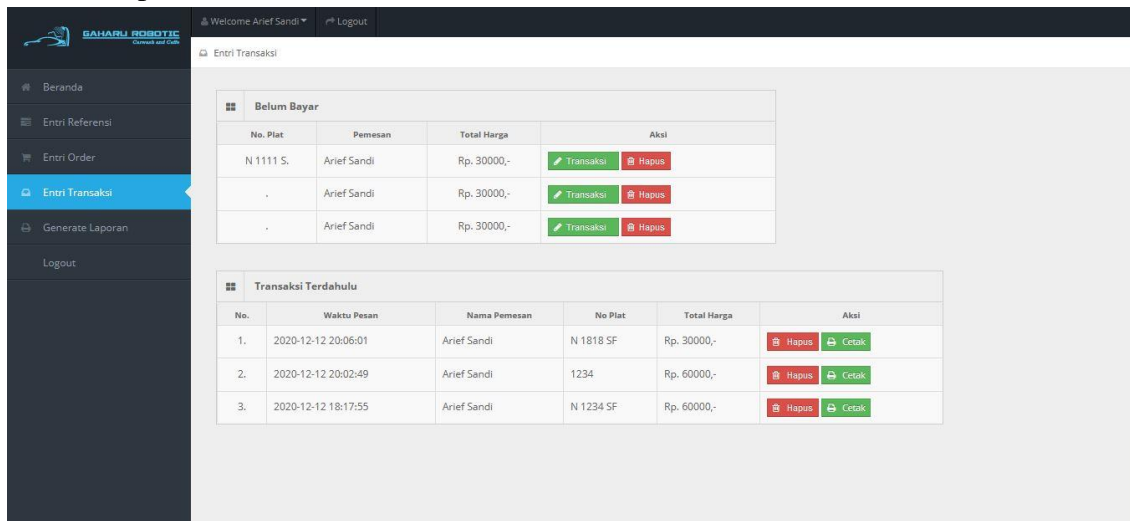 GAHARU ROBOTIC
Carwash and Caffe
Welcome Arief Sandi
Logout
Entri Transaksi
Beranda
Entri Referensi
Entri Order
Entri Transaksi
Generate Laporan
Logout
Belum Bayar
No. Plat Pemesan Total Harga Aksi
N 1111 S. Arief Sandi Rp. 30000,- Transaksi Hapus
. Arief Sandi Rp. 30000,- Transaksi Hapus
. Arief Sandi Rp. 30000,- Transaksi Hapus
Transaksi Terdahulu
No. Waktu Pesan Nama Pemesan No Plat Total Harga Aksi
1. 2020-12-12 20:06:01 Arief Sandi N 1818 SF Rp. 30000,- Hapus Cetak
2. 2020-12-12 20:02:49 Arief Sandi 1234 Rp. 60000,- Hapus Cetak
3. 2020-12-12 18:17:55 Arief Sandi N 1234 SF Rp. 60000,- Hapus Cetak